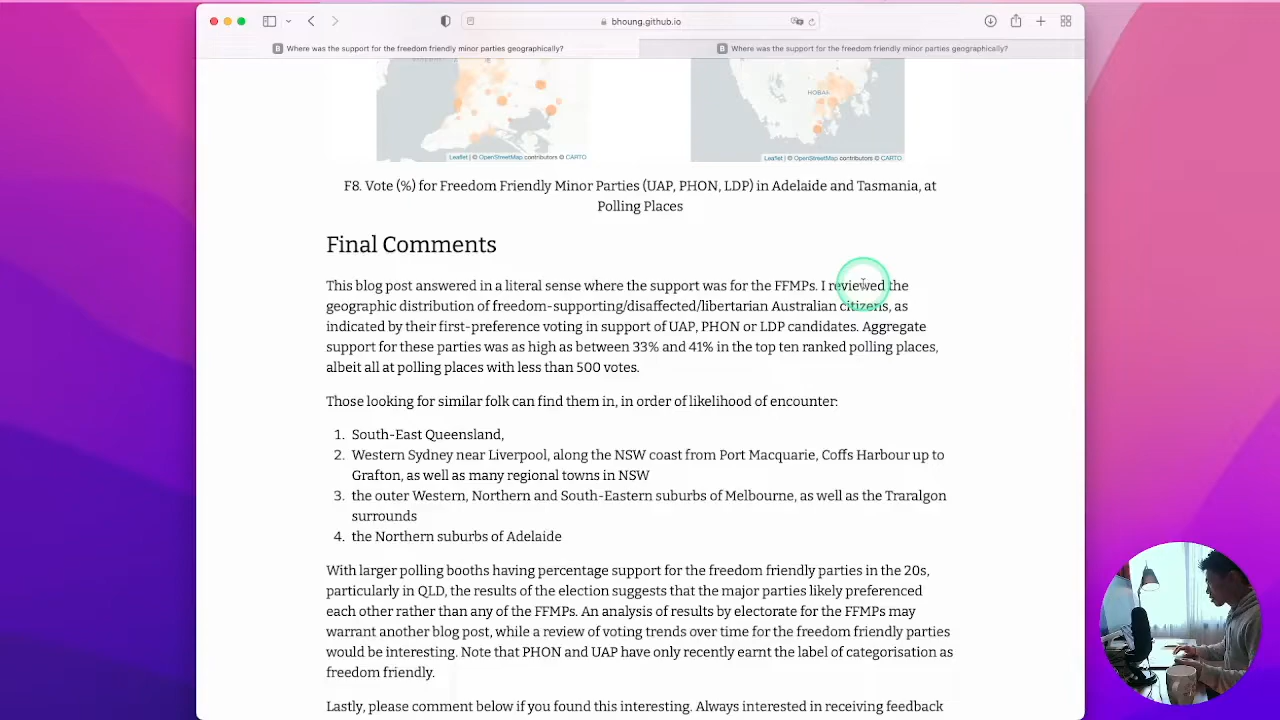 bhoung.github.io
Where was the support for the freedom friendly minor parties geographically?
Where was the support for the freedom friendly minor parties geographically?
HOBA
Leaflet | © OpenStreetMap contributors © CARTO
Leaflet | © OpenStreetMap contributors © CARTO
F8. Vote (%) for Freedom Friendly Minor Parties (UAP, PHON, LDP) in Adelaide and Tasmania, at
Polling Places
Final Comments
This blog post answered in a literal sense where the support was for the FFMPs. I reviewed the
geographic distribution of freedom-supporting/disaffected/libertarian Australian citizens, as
indicated by their first-preference voting in support of UAP, PHON or LDP candidates. Aggregate
support for these parties was as high as between 33% and 41% in the top ten ranked polling places,
albeit all at polling places with less than 500 votes.
Those looking for similar folk can find them in, in order of likelihood of encounter:
1. South-East Queensland,
2. Western Sydney near Liverpool, along the NSW coast from Port Macquarie, Coffs Harbour up to
Grafton, as well as many regional towns in NSW
3. the outer Western, Northern and South-Eastern suburbs of Melbourne, as well as the Traralgon
surrounds
4. the Northern suburbs of Adelaide
With larger polling booths having percentage support for the freedom friendly parties in the 20s,
particularly in QLD, the results of the election suggests that the major parties likely preferenced
each other rather than any of the FFMPs. An analysis of results by electorate for the FFMPs may
warrant another blog post, while a review of voting trends over time for the freedom friendly parties
would be interesting. Note that PHON and UAP have only recently earnt the label of categorisation as
freedom friendly.
Lastly, please comment below if you found this interesting. Always interested in receiving feedback